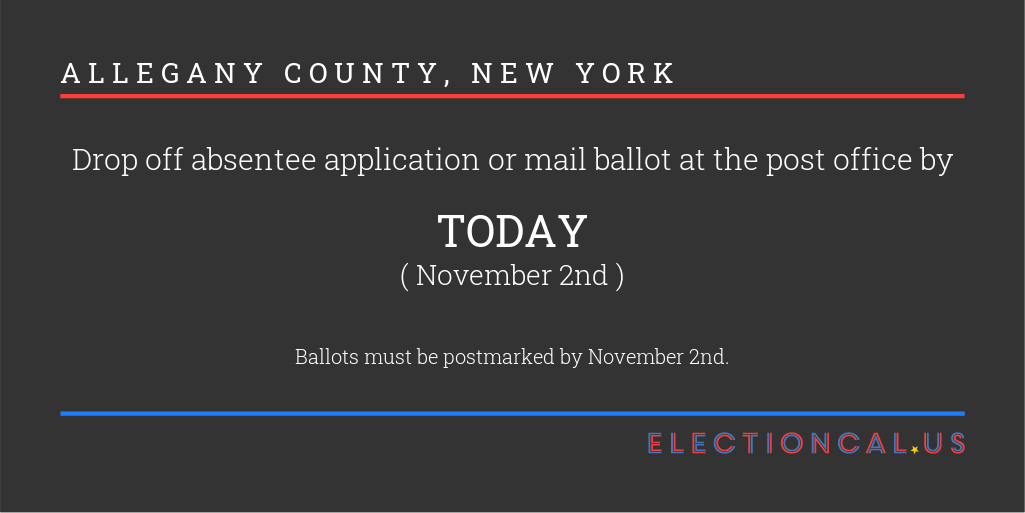 ALLEGANY COUNTY, NEW YORK
Drop off absentee application or mail ballot at the post office by
TODAY
( November 2nd )
Ballots must be postmarked by November 2nd.
ELECTIONCAL.US